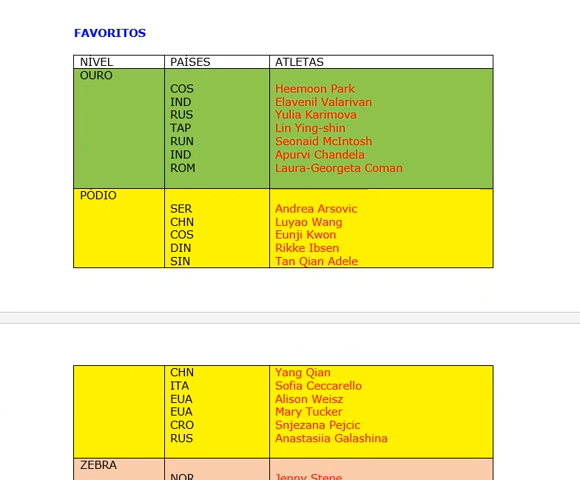 FAVORITOS
NÍVEL PAÍSES ATLETAS
OURO
COS Heemoon Park
IND Elavenil Valarivan
RUS Yulia Karimova
TAP Lin Ying-shin
RUN Seonaid McIntosh
IND Apurvi Chandela
ROM Laura-Georgeta Coman
PÓDIO
SER Andrea Arsovic
CHN Luyao Wang
COS Eunji Kwon
DIN Rikke Ibsen
SIN Tan Qian Adele
CHN Yang Qian
ITA Sofia Ceccarello
EUA Alison Weisz
EUA Mary Tucker
CRO Snjezana Pejcic
RUS Anastasiia Galashina
ZEBRA
NOR Jenny Stene